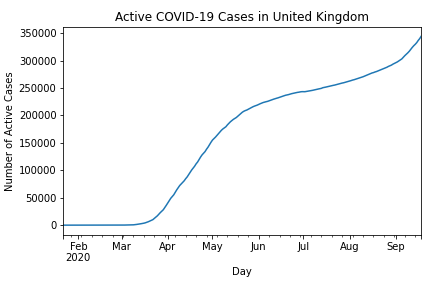 Active COVID-19 Cases in United Kingdom
Number of Active Cases
350000
300000
250000
200000
150000
100000
50000
0
Feb Mar Apr May Jun Jul Aug Sep
2020
Day